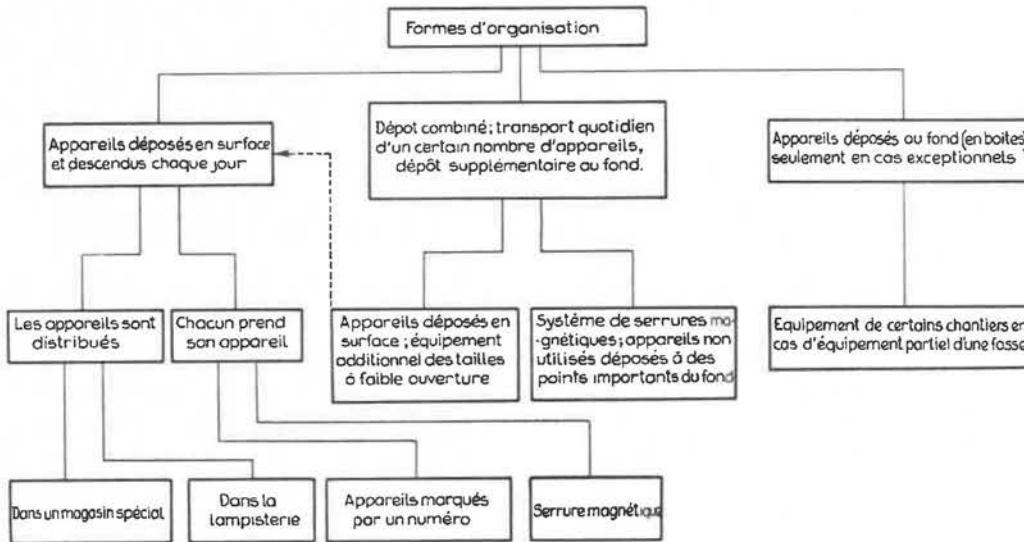 Formes d'organisation
Appareils déposés en surface
et descendus chaque jour
Dépot combiné; transport quotidien
d'un certain nombre d'appareils,
dépôt supplémentaire au fond.
Appareils déposés au fond (en boites)
seulement en cas exceptionnels
Les appareils sont
distribués
Chacun prend
son appareil
Appareils déposés en
surface; équipement
additionnel des tailles
à faible ouverture
Système de serrures ma-
-gnétiques; appareils non
utilisés déposés à des
points importants du fond
Equipement de certains chantiers en
cas d'équipement partiel d'une fosse
Dans un magasin spécial
Dans la
lampisterie
Appareils marqués
par un numéro
Serrure magnétique